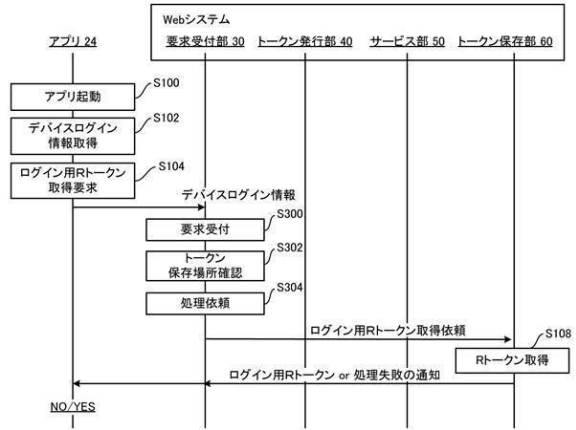 Webシステム
アプリ 24
要求受付部 30
トークン発行部 40
サービス部 50
トークン保存部 60
S100
アプリ起動
S102
デバイスログイン
情報取得
S104
ログイン用Rトークン
取得要求
デバイスログイン情報
S300
要求受付
S302
トークン
保存場所確認
S304
処理依頼
ログイン用Rトークン取得依頼
S108
Rトークン取得
ログイン用Rトークン or 処理失敗の通知
NO/YES